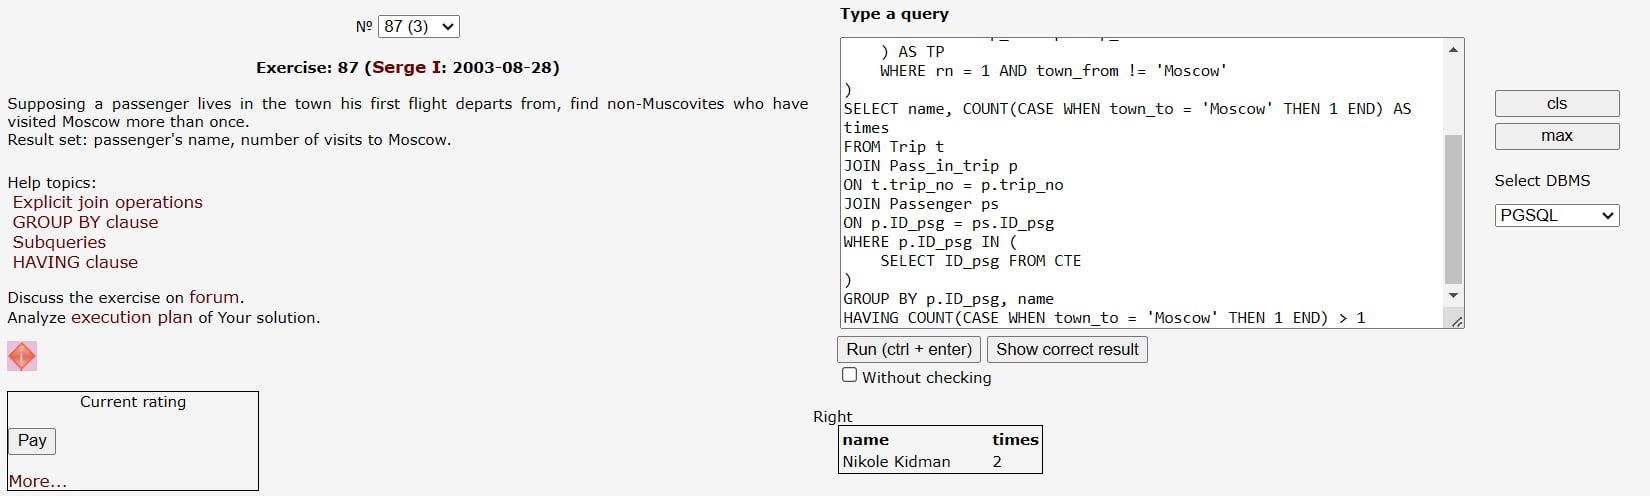 № 87 (3)
Exercise: 87 (Serge I: 2003-08-28)
Supposing a passenger lives in the town his first flight departs from, find non-Muscovites who have
visited Moscow more than once.
Result set: passenger's name, number of visits to Moscow.
Help topics:
Explicit join operations
GROUP BY clause
Subqueries
HAVING clause
Discuss the exercise on forum.
Analyze execution plan of Your solution.
Current rating
Pay
More...
Type a query
) AS TP
WHERE rn = 1 AND town_from != 'Moscow'
)
SELECT name, COUNT(CASE WHEN town_to = 'Moscow' THEN 1 END) AS
times
FROM Trip t
JOIN Pass_in_trip p
ON t.trip_no = p.trip_no
JOIN Passenger ps
ON p.ID_psg = ps.ID_psg
WHERE p.ID_psg IN (
SELECT ID_psg FROM CTE
)
GROUP BY p.ID_psg, name
HAVING COUNT(CASE WHEN town_to = 'Moscow' THEN 1 END) > 1
Run (ctrl + enter) Show correct result
Without checking
Right
name times
Nikole Kidman 2
cls
max
Select DBMS
PGSQL